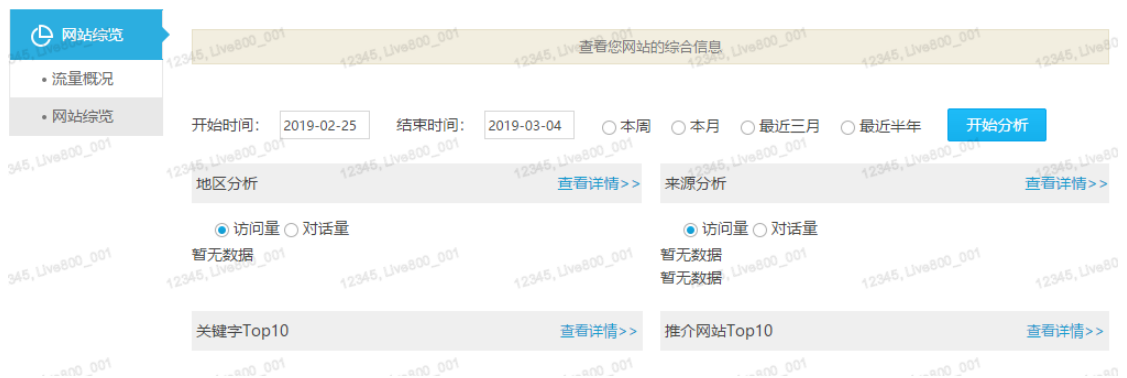 网站综览
查看您网站的综合信息
• 流量概况
• 网站综览
开始时间: 2019-02-25 结束时间: 2019-03-04 本周 本月 最近三月 最近半年 开始分析
地区分析 查看详情>> 来源分析 查看详情>>
访问量 对话量 访问量 对话量
暂无数据 暂无数据
暂无数据
关键字Top10 查看详情>> 推介网站Top10 查看详情>>
12345, Live800_001